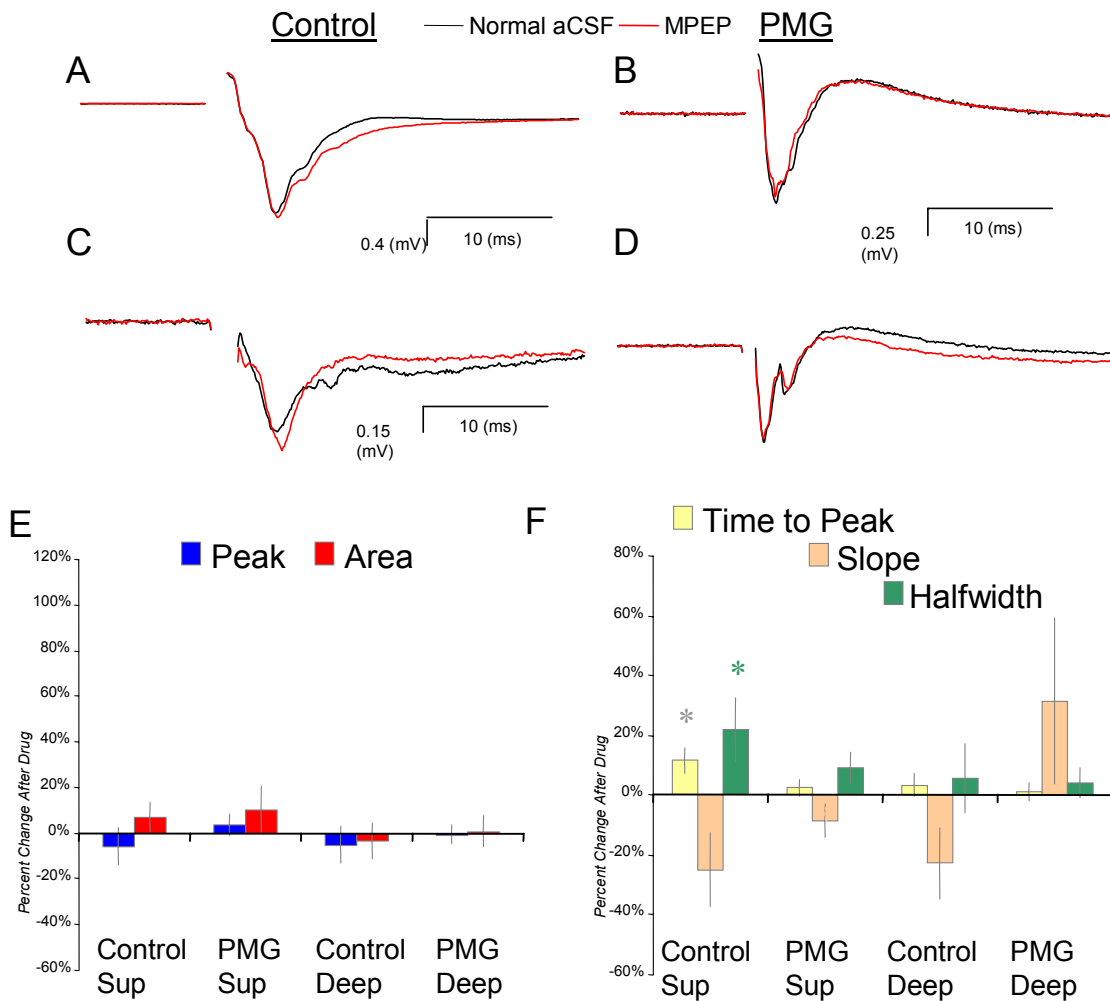 Control
Normal aCSF
MPEP
PMG
A
B
0.4 (mV)
10 (ms)
0.25
(mV)
10 (ms)
C
D
0.15
(mV)
10 (ms)
10 (ms)
E
Peak
Area
120%
100%
80%
60%
40%
20%
0%
-20%
-40%
-60%
Percent Change After Drug
Control
Sup
PMG
Sup
Control
Deep
PMG
Deep
F
Time to Peak
Slope
Halfwidth
80%
60%
40%
20%
0%
-20%
-40%
-60%
Percent Change After Drug
*
*
Control
Sup
PMG
Sup
Control
Deep
PMG
Deep